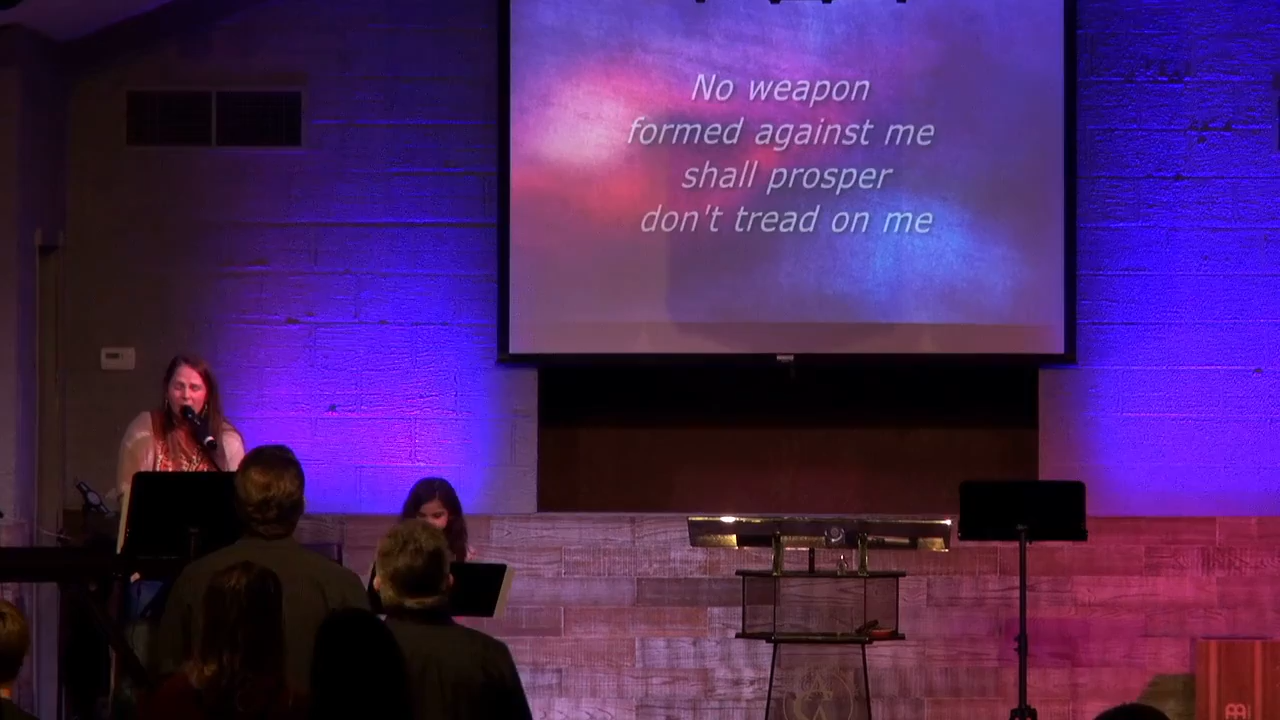 No weapon
formed against me
shall prosper
don't tread on me